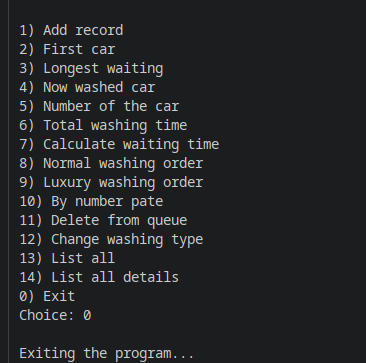 1) Add record
2) First car
3) Longest waiting
4) Now washed car
5) Number of the car
6) Total washing time
7) Calculate waiting time
8) Normal washing order
9) Luxury washing order
10) By number pate
11) Delete from queue
12) Change washing type
13) List all
14) List all details
0) Exit
Choice: 0
Exiting the program...